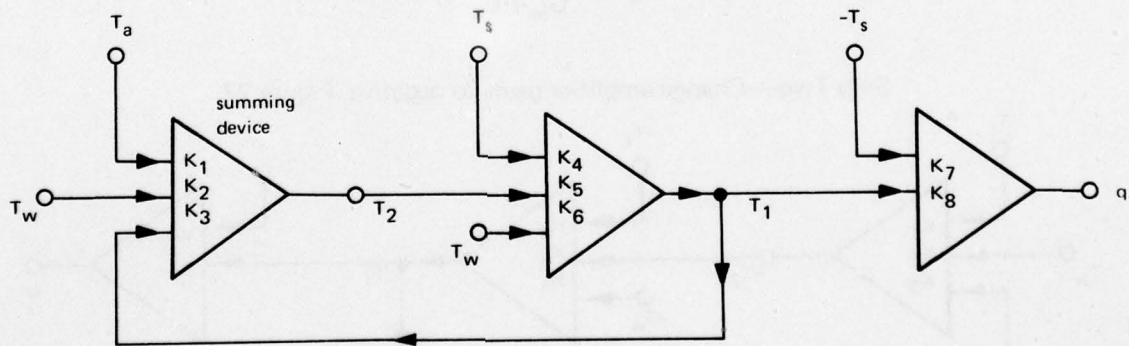 Tₐ
Tₛ
-Tₛ
summing
device
K₁
K₂
K₃
K₄
K₅
K₆
K₇
K₈
T_w
T₂
T_w
T₁
q